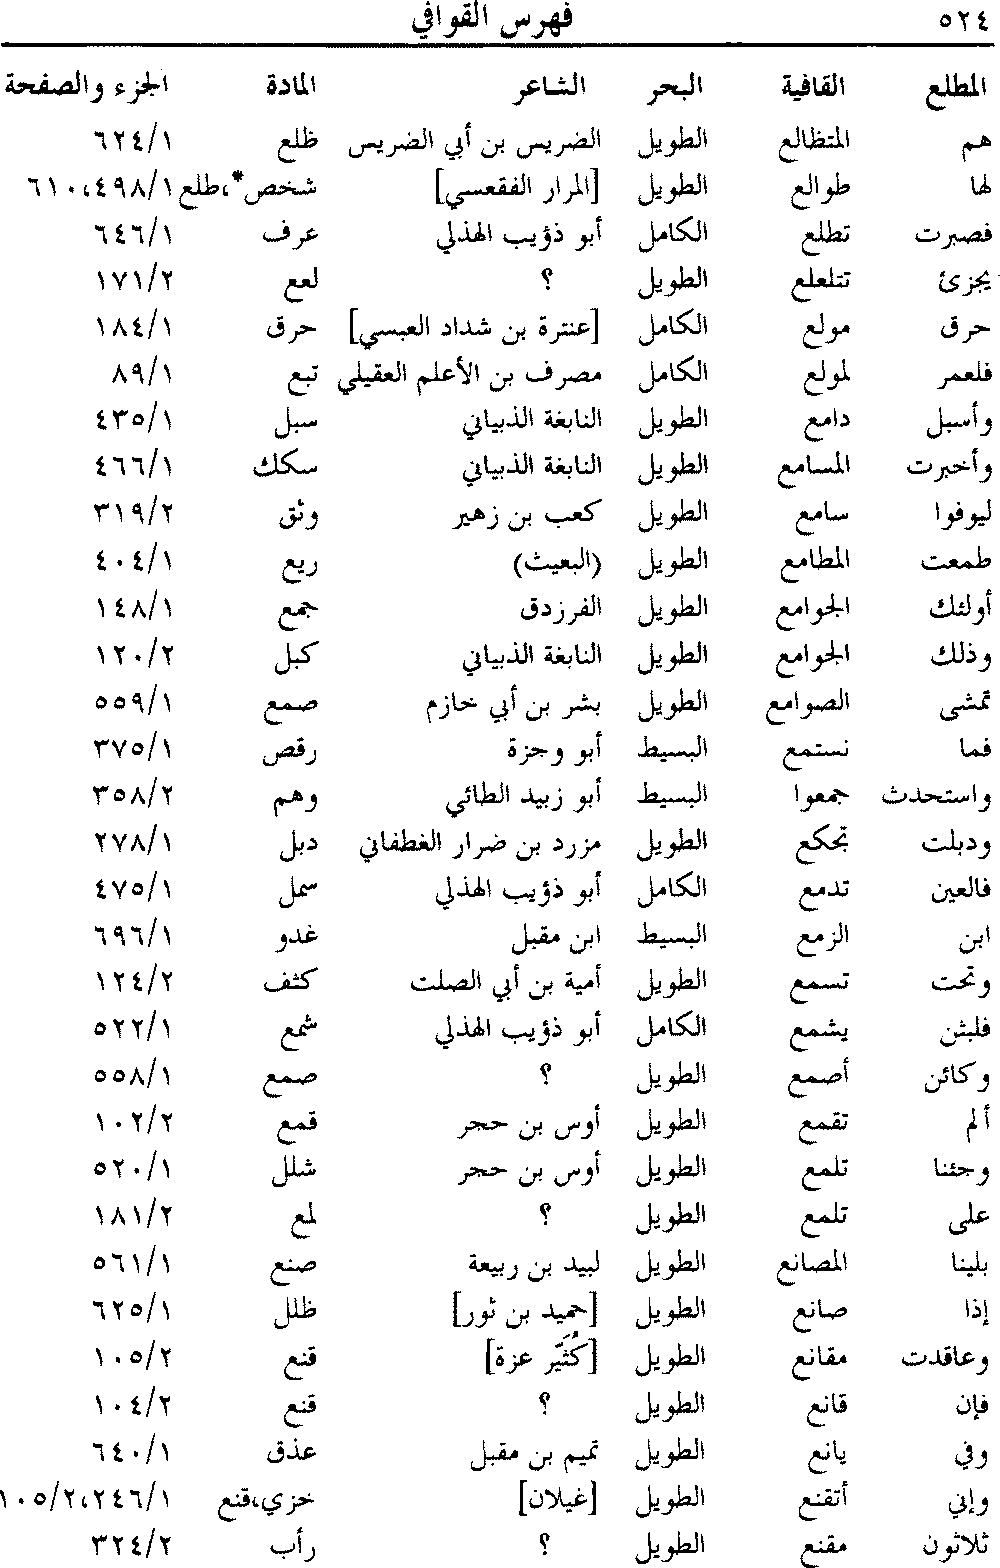 ٥٢٤ فهرس القوافي
المطلع القافية البحر الشاعر المادة الجزء والصفحة
هم المتظالع الطويل الضريس بن أبي الضريس ظلع ٦٢٤/١
لها طوالع الطويل [المرار الفقعسي] شخص*،طلع ٦١٠،٤٩٨/١
فصبرت تطلع الكامل أبو ذؤيب الهذلي عرف ٦٤٦/١
يجزئ تتلعلع الطويل ؟ لعع ١٧١/٢
حرق مولع الكامل [عنترة بن شداد العبسي] حرق ١٨٤/١
فلعمر لمولع الكامل مصرف بن الأعلم العقيلي تبع ٨٩/١
وأسبل دامع الطويل النابغة الذبياني سبل ٤٣٥/١
وأخبرت المسامع الطويل النابغة الذبياني سكك ٤٦٦/١
ليوفوا سامع الطويل كعب بن زهير وثق ٣١٩/٢
طمعت المطامع الطويل (البعيث) ريع ٤٠٤/١
أولئك الجوامع الطويل الفرزدق جمع ١٤٨/١
وذلك الجوامع الطويل النابغة الذبياني كبل ١٢٠/٢
تمشى الصوامع الطويل بشر بن أبي خازم صمع ٥٥٩/١
فما نستمع البسيط أبو وجزة رقص ٣٧٥/١
واستحدث جمعوا البسيط أبو زبيد الطائي وهم ٣٥٨/٢
ودبلت تجكع الطويل مزرد بن ضرار الغطفاني دبل ٢٧٨/١
فالعين تدمع الكامل أبو ذؤيب الهذلي سمل ٤٧٥/١
ابن الزمع البسيط ابن مقبل غدو ٦٩٦/١
وتحت تسمع الطويل أمية بن أبي الصلت كثف ١٢٤/٢
فلبثن يشمع الكامل أبو ذؤيب الهذلي شمع ٥٢٢/١
وكائن أصمع الطويل ؟ صمع ٥٥٨/١
ألم تقمع الطويل أوس بن حجر قمع ١٠٢/٢
وجئنا تلمع الطويل أوس بن حجر شلل ٥٢٠/١
على تلمع الطويل ؟ لمع ١٨١/٢
بلينا المصانع الطويل لبيد بن ربيعة صنع ٥٦١/١
إذا صانع الطويل [حميد بن ثور] ظلل ٦٢٥/١
وعاقدت مقانع الطويل [كُثَيِّر عزة] قنع ١٠٥/٢
فإن قانع الطويل ؟ قنع ١٠٤/٢
وفي يانع الطويل تميم بن مقبل عذق ٦٤٠/١
وإني أتقنع الطويل [غيلان] خزي،قنع ١٠٥/٢،٢٤٦/١
ثلاثون مقنع الطويل ؟ رأب ٣٢٤/٢